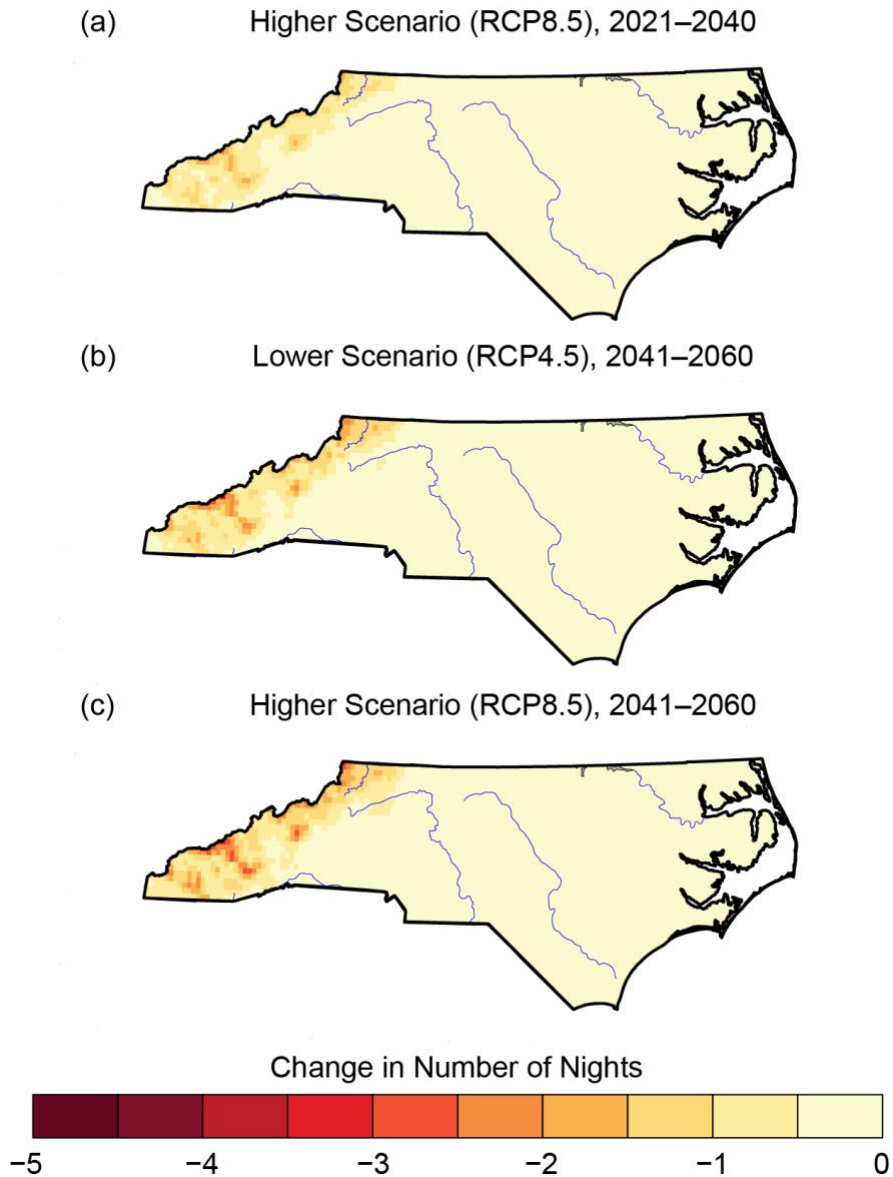 (a) Higher Scenario (RCP8.5), 2021–2040
(b) Lower Scenario (RCP4.5), 2041–2060
(c) Higher Scenario (RCP8.5), 2041–2060
Change in Number of Nights
−5 −4 −3 −2 −1 0